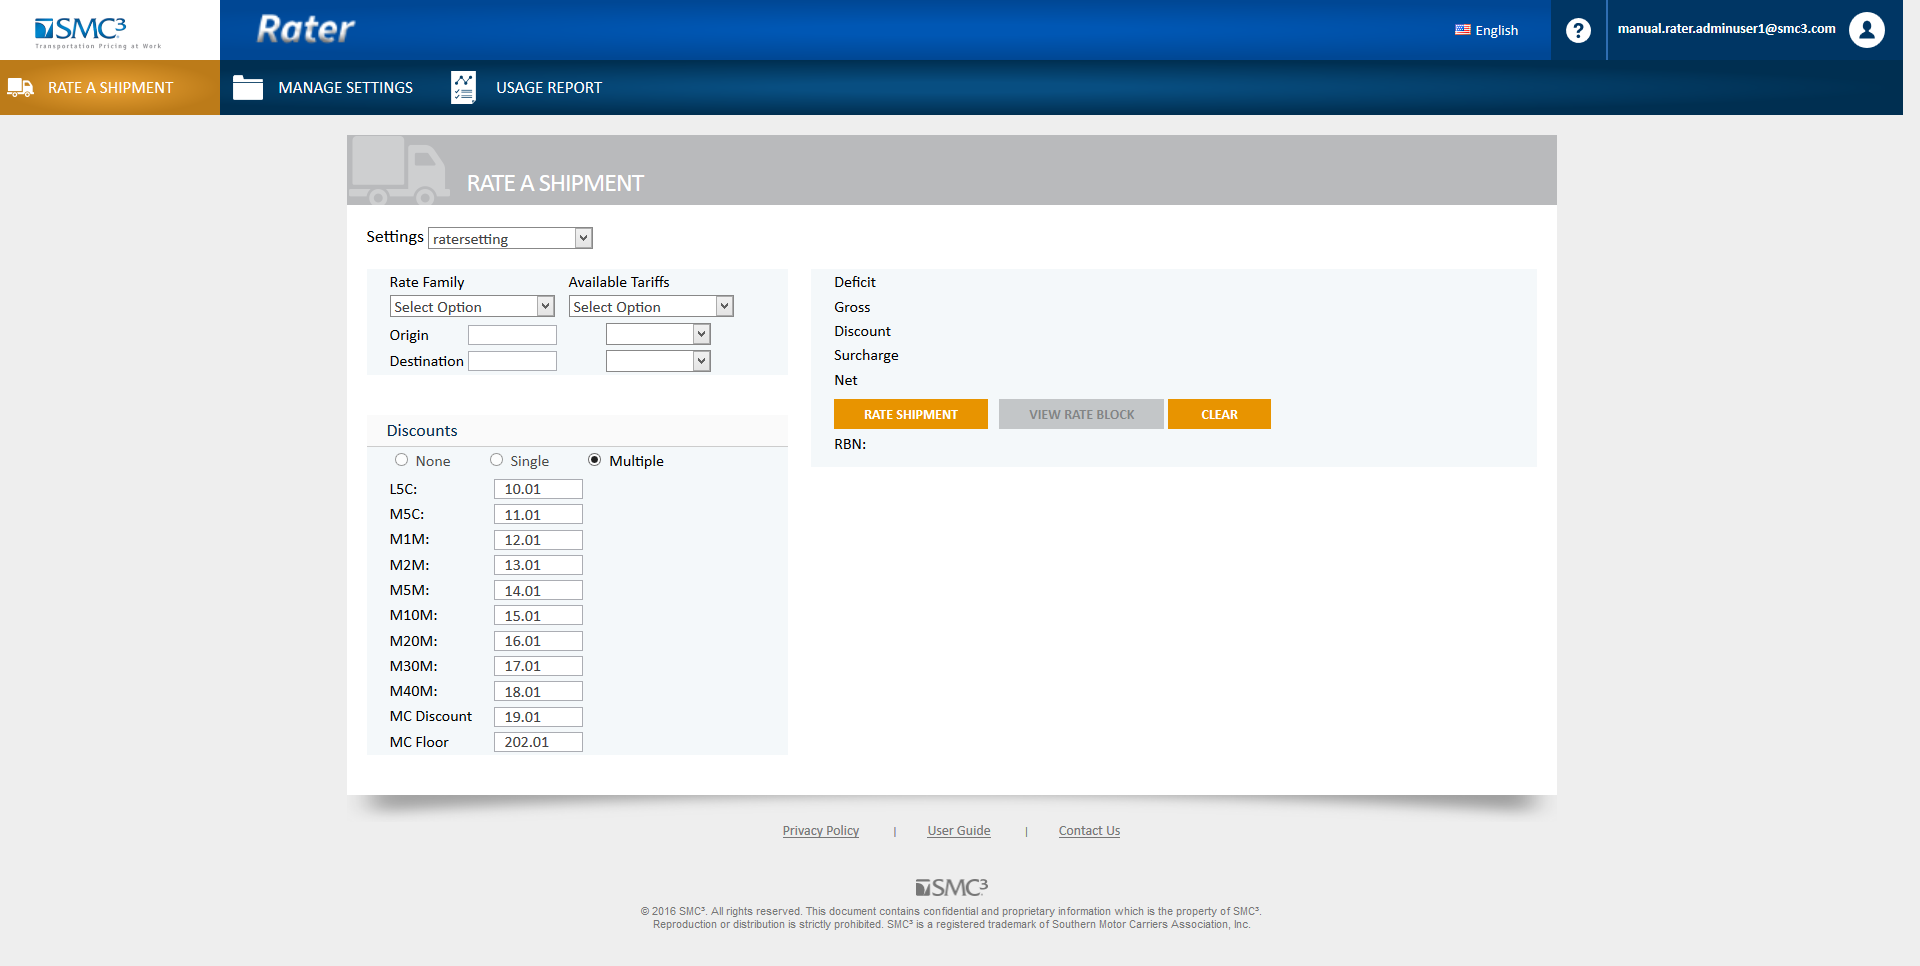 SMC³
Transportation Pricing at Work
Rater
English
?
manual.rater.adminuser1@smc3.com
RATE A SHIPMENT
MANAGE SETTINGS
USAGE REPORT
RATE A SHIPMENT
Settings ratersetting
Rate Family Available Tariffs
Select Option Select Option
Origin
Destination
Deficit
Gross
Discount
Surcharge
Net
RATE SHIPMENT VIEW RATE BLOCK CLEAR
RBN:
Discounts
None Single Multiple
L5C: 10.01
M5C: 11.01
M1M: 12.01
M2M: 13.01
M5M: 14.01
M10M: 15.01
M20M: 16.01
M30M: 17.01
M40M: 18.01
MC Discount 19.01
MC Floor 202.01
Privacy Policy | User Guide | Contact Us
SMC³
© 2016 SMC³. All rights reserved. This document contains confidential and proprietary information which is the property of SMC³.
Reproduction or distribution is strictly prohibited. SMC³ is a registered trademark of Southern Motor Carriers Association, Inc.